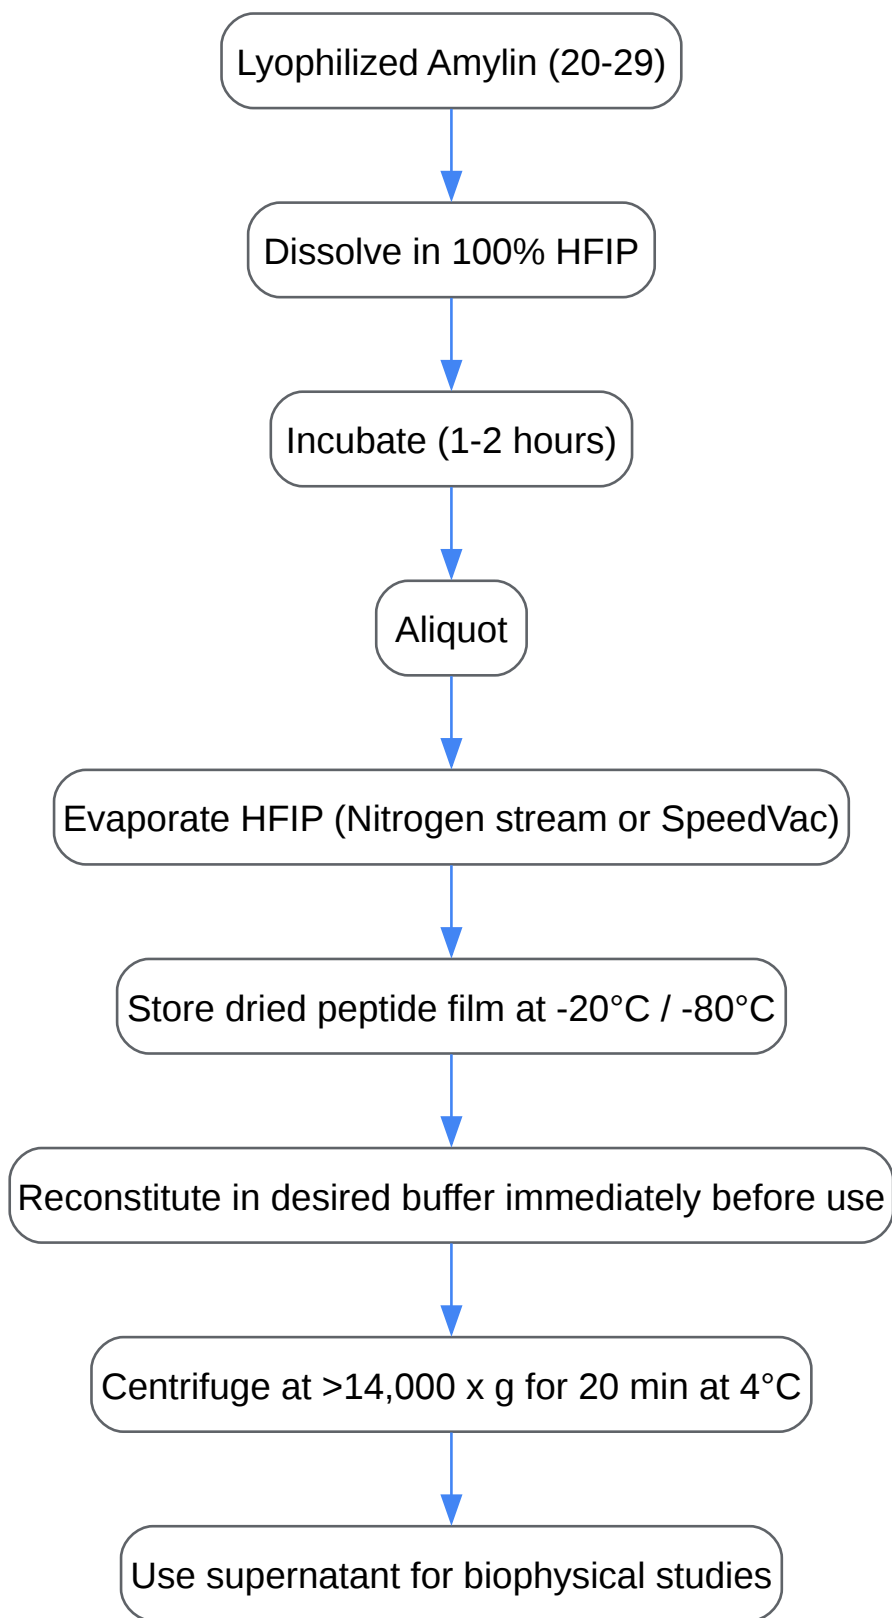 Lyophilized Amylin (20-29)
Dissolve in 100% HFIP
Incubate (1-2 hours)
Aliquot
Evaporate HFIP (Nitrogen stream or SpeedVac)
Store dried peptide film at -20°C / -80°C
Reconstitute in desired buffer immediately before use
Centrifuge at >14,000 x g for 20 min at 4°C
Use supernatant for biophysical studies